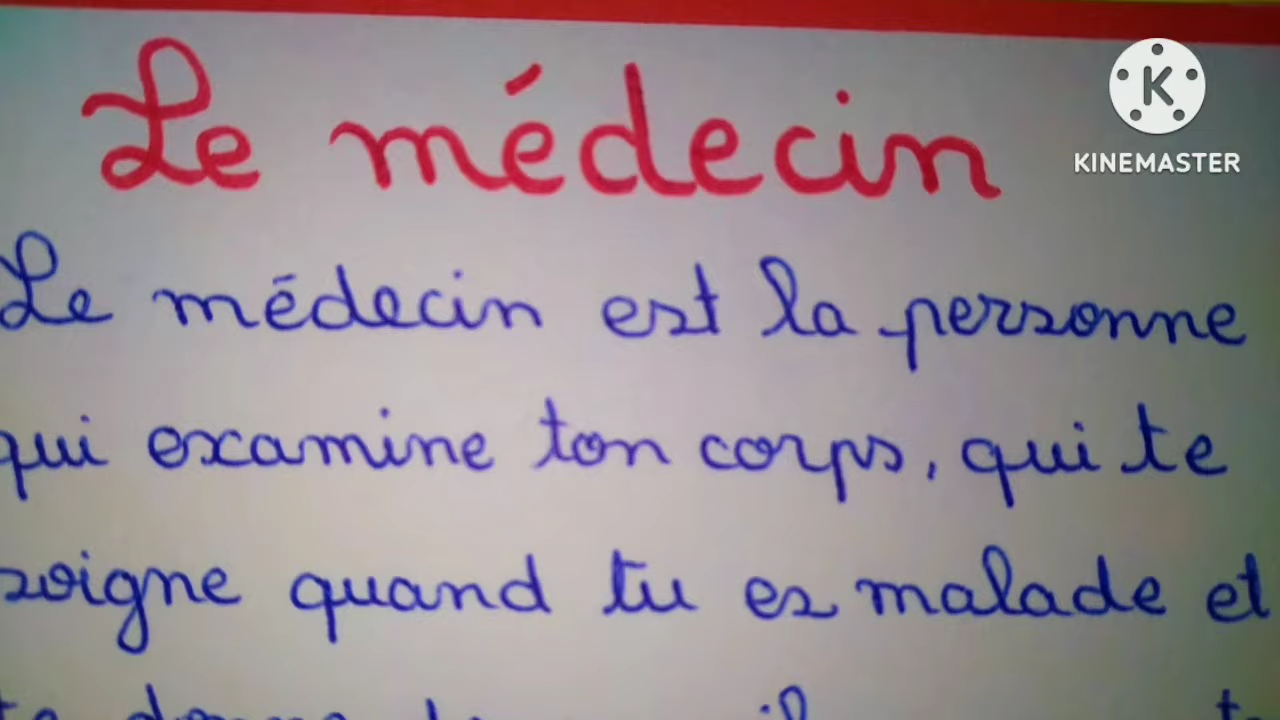 Le médecin
KINEMASTER
Le médecin est la personne
qui examine ton corps, qui te
soigne quand tu es malade et